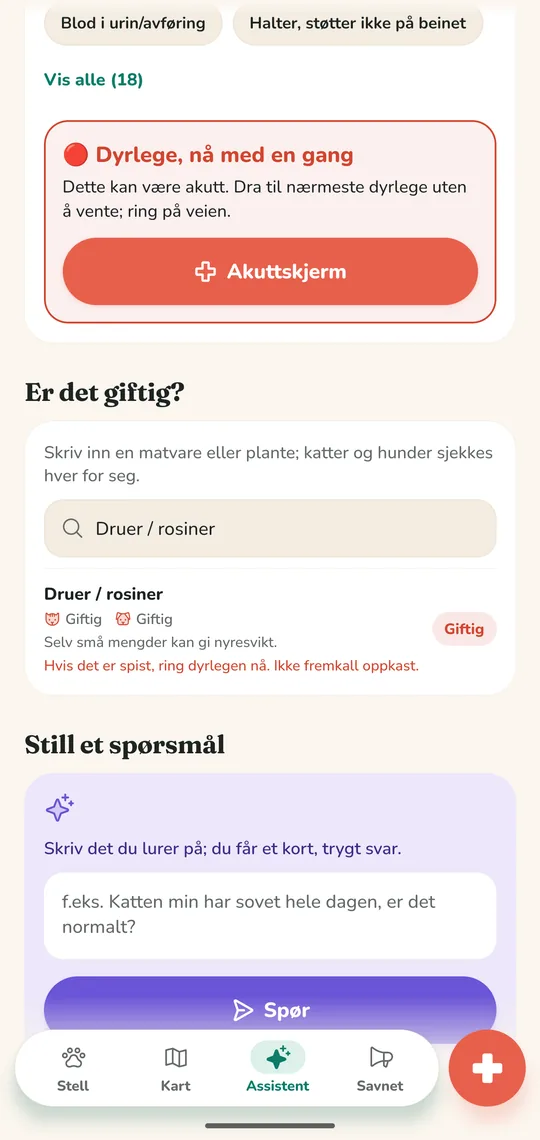 Blod i urin/avføring
Halter, støtter ikke på beinet
Vis alle (18)
Dyrlege, nå med en gang
Dette kan være akutt. Dra til nærmeste dyrlege uten
å vente; ring på veien.
Akuttskjerm
Er det giftig?
Skriv inn en matvare eller plante; katter og hunder sjekkes
hver for seg.
Druer / rosiner
Druer / rosiner
Giftig
Giftig
Giftig
Selv små mengder kan gi nyresvikt.
Hvis det er spist, ring dyrlegen nå. Ikke fremkall oppkast.
Still et spørsmål
Skriv det du lurer på; du får et kort, trygt svar.
f.eks. Katten min har sovet hele dagen, er det
normalt?
Spør
Stell
Kart
Assistent
Savnet